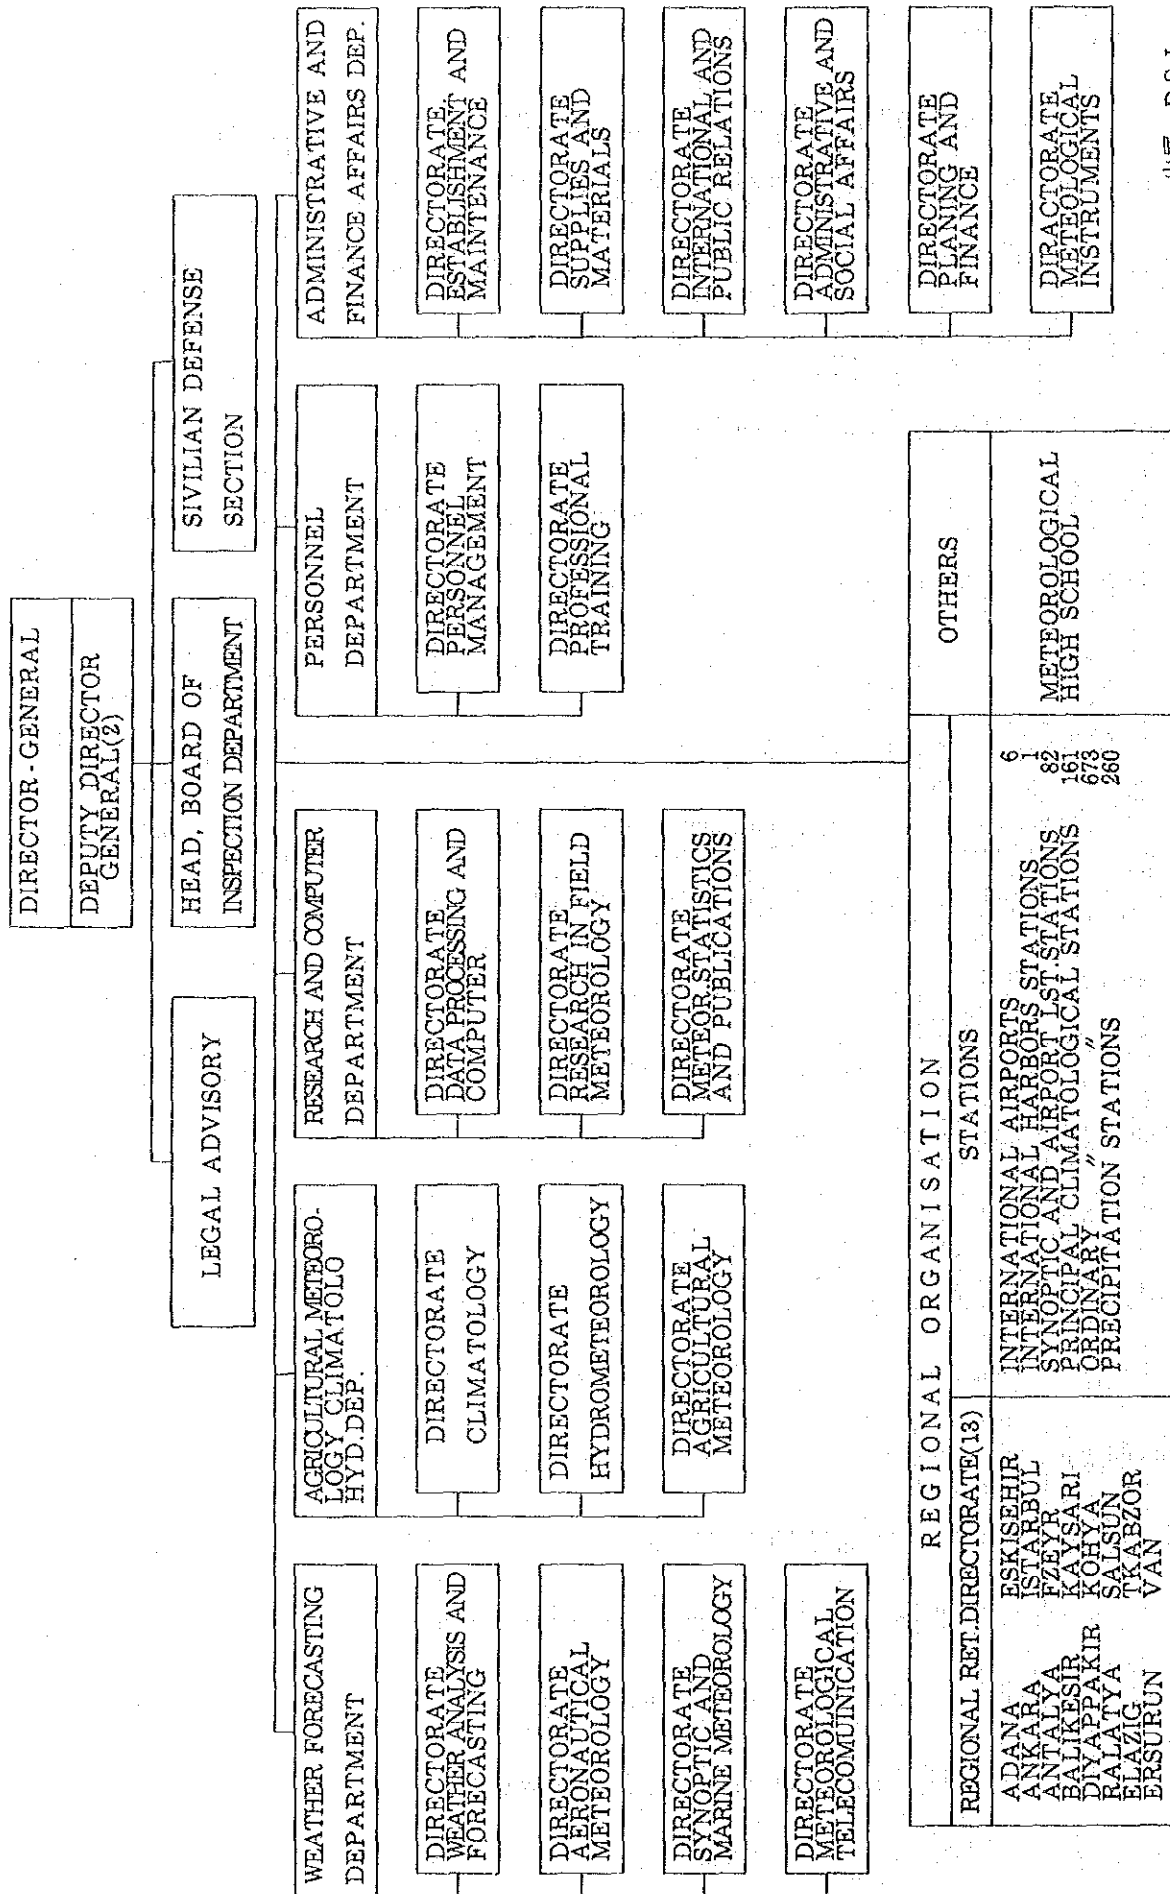 DIRECTOR-GENERAL
DEPUTY DIRECTOR
GENERAL(2)
LEGAL ADVISORY
HEAD, BOARD OF
INSPECTION DEPARTMENT
SIVILIAN DEFENSE
SECTION
WEATHER FORECASTING
DEPARTMENT
DIRECTORATE
WEATHER ANALYSIS AND
FORECASTING
DIRECTORATE
AERONAUTICAL
METEOROLOGY
DIRECTORATE
SYNOPTIC AND
MARINE METEOROLOGY
DIRECTORATE
METEOROLOGICAL
TELECOMUINICATION
AGRICULTURAL METEORO-
LOGY CLIMATOLO
HYD.DEP.
DIRECTORATE
CLIMATOLOGY
DIRECTORATE
HYDROMETEOROLOGY
DIRECTORATE
AGRICULTURAL
METEOROLOGY
RESEARCH AND COMPUTER
DEPARTMENT
DIRECTORATE
DATA PROCESSING AND
COMPUTER
DIRECTORATE
RESEARCH IN FIELD
METEOROLOGY
DIRECTORATE
METEOR.STATISTICS
AND PUBLICATIONS
PERSONNEL
DEPARTMENT
DIRECTORATE
PERSONNEL
MANAGEMENT
DIRECTORATE
PROFESSIONAL
TRAINING
ADMINISTRATIVE AND
FINANCE AFFAIRS DEP.
DIRECTORATE,
ESTABLISHMENT AND
MAINTENANCE
DIRECTORATE
SUPPLIES AND
MATERIALS
DIRECTORATE
INTERNATIONAL AND
PUBLIC RELATIONS
DIRECTORATE
ADMINISTRATIVE AND
SOCIAL AFFAIRS
DIRECTORATE
PLANING AND
FINANCE
DIRACTORATE
METEOLOGICAL
INSTRUMENTS
REGIONAL ORGANISATION
OTHERS
REGIONAL RET.DIRECTORATE(13)
STATIONS
ADANA ESKISEHIR
ANKARA ISTARBUL
ANTALYA FZEYR
BALIKESIR KAYSARI
DIYAPPAKIR KOHYA
RALATYA SALSUN
ELAZIG TKABZOR
ERSURUN VAN
INTERNATIONAL AIRPORTS 6
INTERNATIONAL HARBORS STATIONS 1
SYNOPTIC AND AIRPORT LST.STATIONS 82
PRINCIPAL CLIMATOLOGICAL STATIONS 161
ORDINARY 〃 〃 673
PRECIPITATION STATIONS 260
METEOROLOGICAL
HIGH SCHOOL